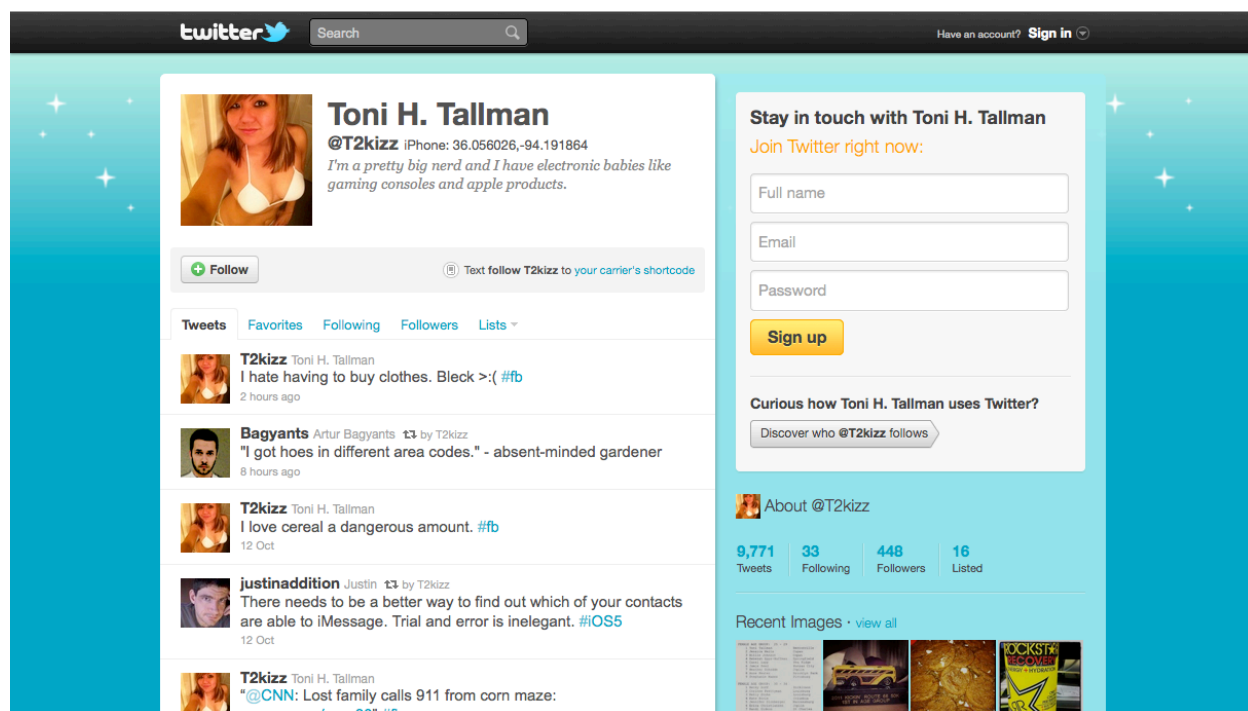 twitter
Search
Have an account? Sign in
Toni H. Tallman
@T2kizz iPhone: 36.056026,-94.191864
I'm a pretty big nerd and I have electronic babies like
gaming consoles and apple products.
Follow
Text follow T2kizz to your carrier's shortcode
Tweets Favorites Following Followers Lists
T2kizz Toni H. Tallman
I hate having to buy clothes. Bleck >:( #fb
2 hours ago
Bagyants Artur Bagyants by T2kizz
"I got hoes in different area codes." - absent-minded gardener
8 hours ago
T2kizz Toni H. Tallman
I love cereal a dangerous amount. #fb
12 Oct
justinaddition Justin by T2kizz
There needs to be a better way to find out which of your contacts
are able to iMessage. Trial and error is inelegant. #iOS5
12 Oct
T2kizz Toni H. Tallman
"@CNN: Lost family calls 911 from corn maze:
Stay in touch with Toni H. Tallman
Join Twitter right now:
Full name
Email
Password
Sign up
Curious how Toni H. Tallman uses Twitter?
Discover who @T2kizz follows
About @T2kizz
9,771 33 448 16
Tweets Following Followers Listed
Recent Images · view all
ROCKST★
RECOVERY